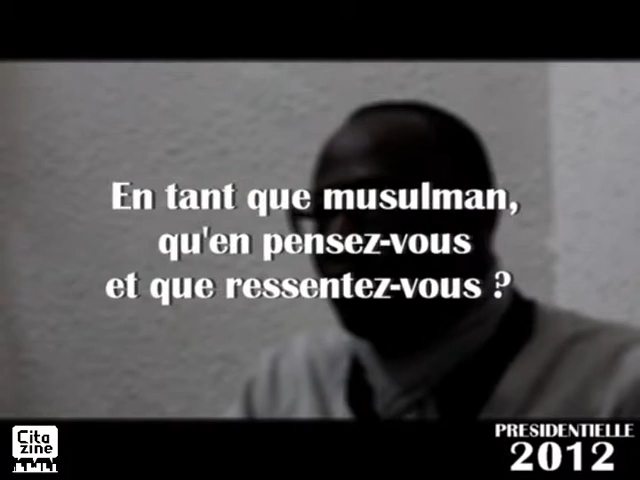 En tant que musulman,
qu'en pensez-vous
et que ressentez-vous ?
Cita
zine
PRESIDENTIELLE
2012